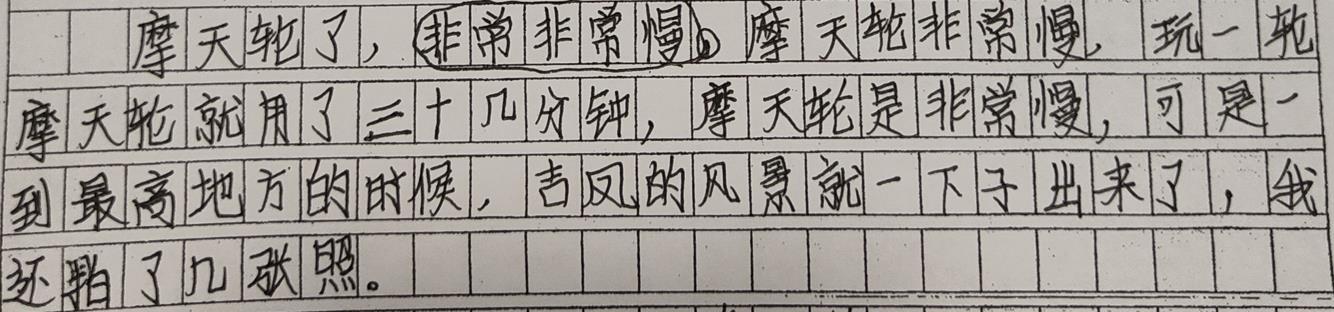 摩天轮了，非常非常慢。摩天轮非常慢，玩一轮
摩天轮就用了三十几分钟，摩天轮是非常慢，可是一
到最高地方的时候，吉凤的风景就一下子出来了，我
还拍了几张照。